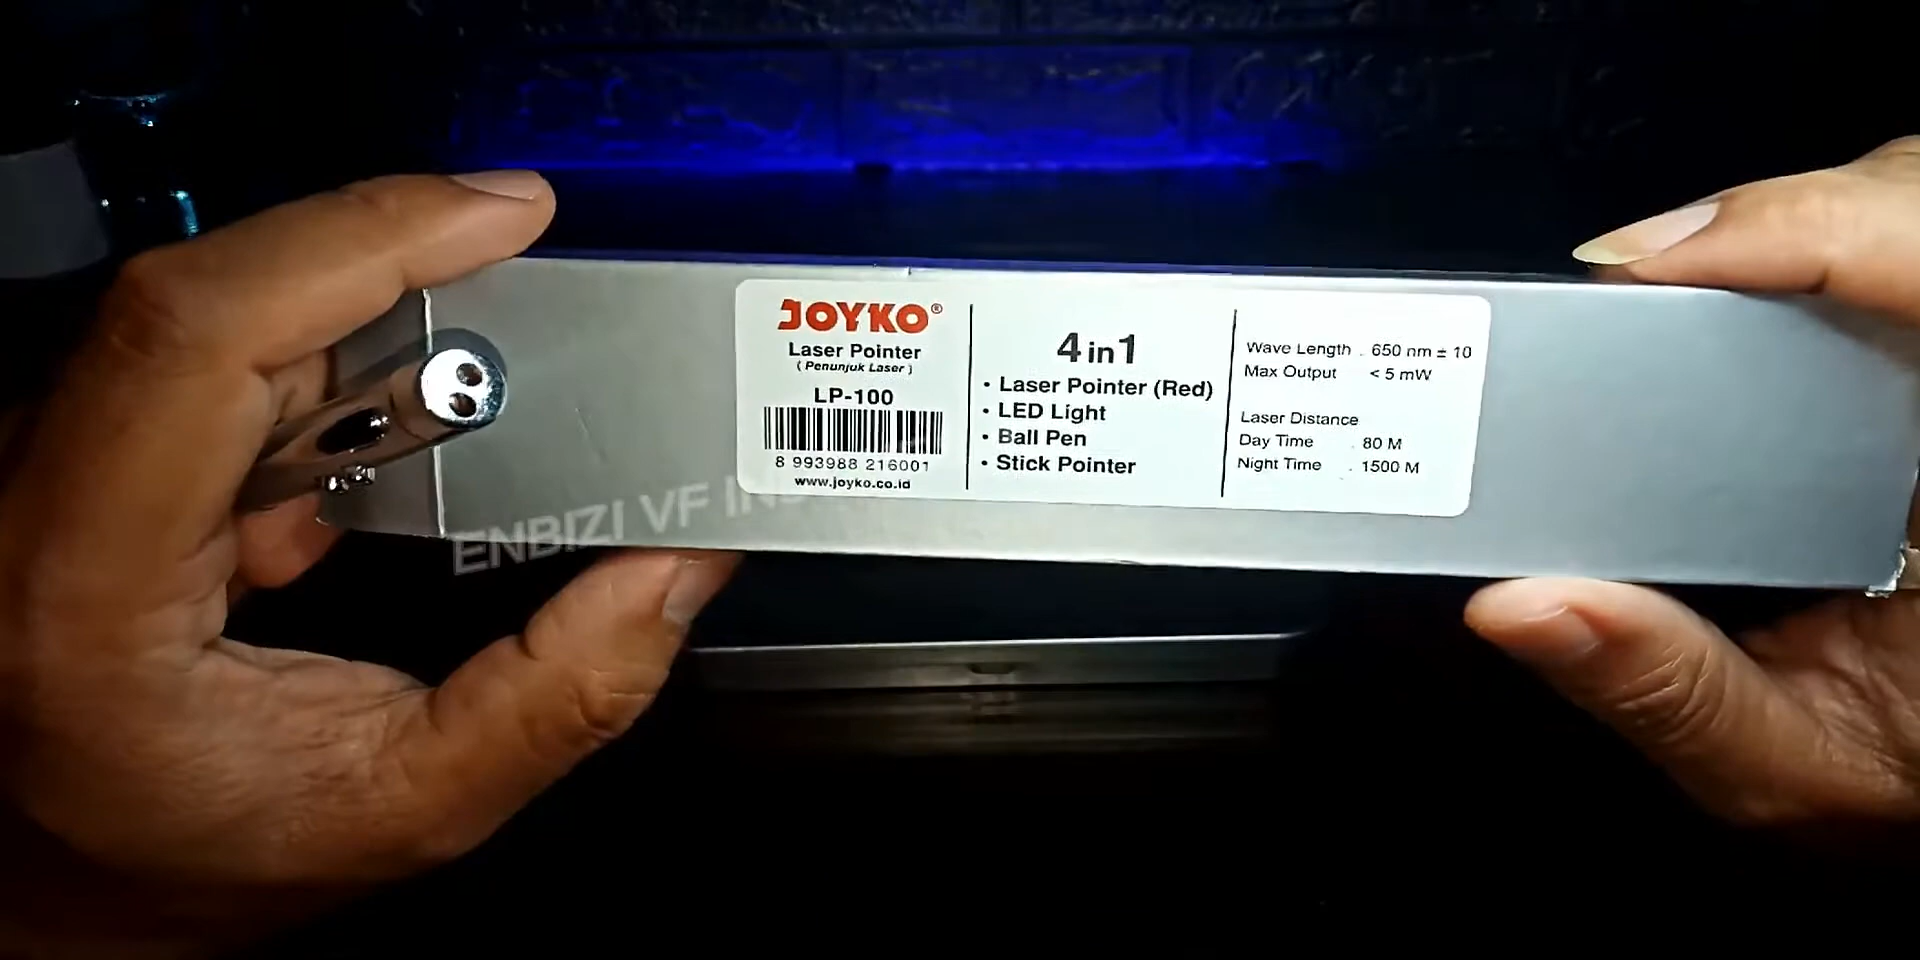 JOYKO®
Laser Pointer
( Penunjuk Laser )
LP-100
8 993988 216001
www.joyko.co.id
4 in 1
• Laser Pointer (Red)
• LED Light
• Ball Pen
• Stick Pointer
Wave Length . 650 nm ± 10
Max Output < 5 mW
Laser Distance
Day Time . 80 M
Night Time . 1500 M
ENBIZI VF